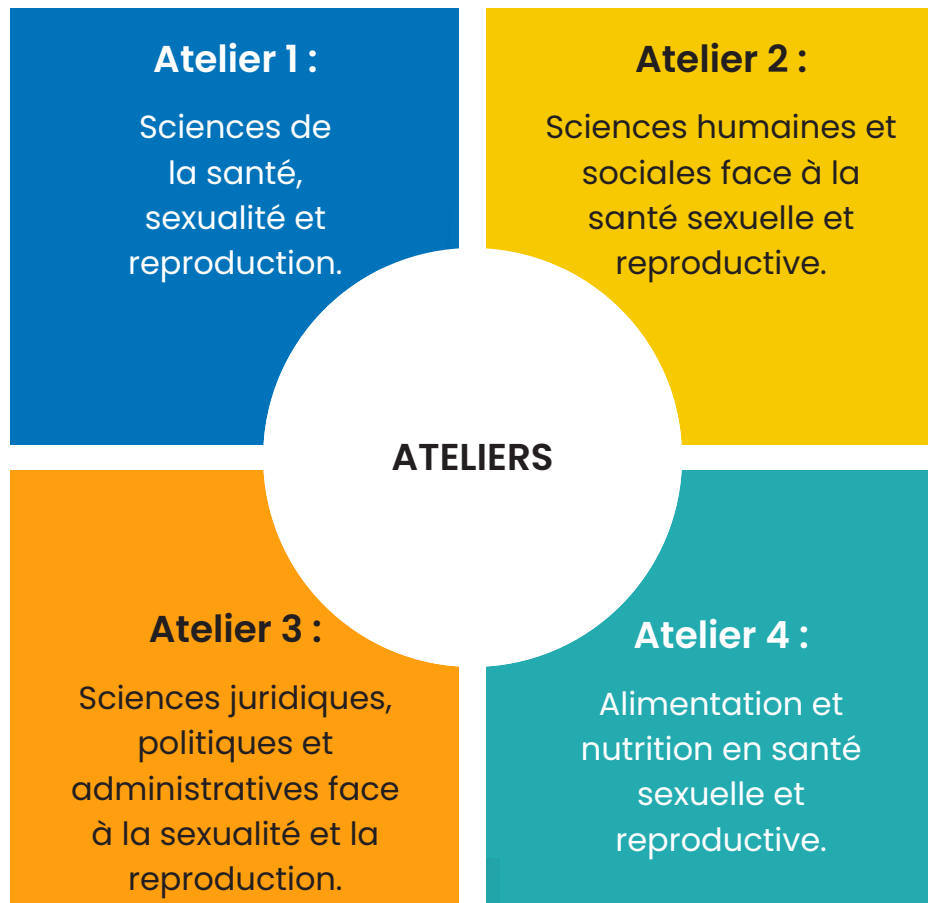 Atelier 1 :
Sciences de
la santé,
sexualité et
reproduction.
Atelier 2 :
Sciences humaines et
sociales face à la
santé sexuelle et
reproductive.
ATELIERS
Atelier 3 :
Sciences juridiques,
politiques et
administratives face
à la sexualité et la
reproduction.
Atelier 4 :
Alimentation et
nutrition en santé
sexuelle et
reproductive.